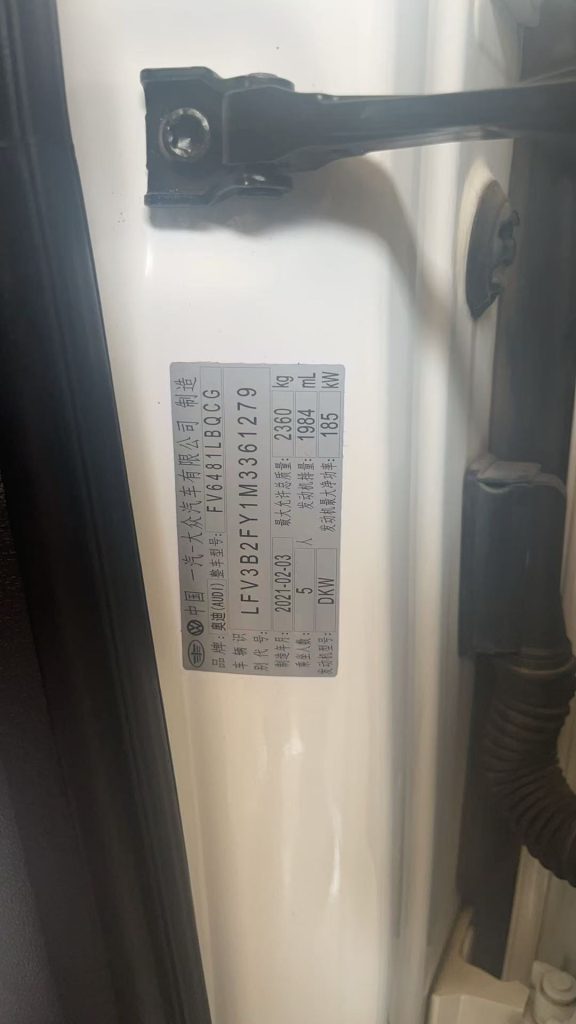 中国 一汽-大众汽车有限公司 制造
品牌: 奥迪(AUDI) 整车型号: FV6481LBQCG
车辆识别代号: LFV3B2FY1M3361279
制造年月: 2021-02-03 最大允许总质量: 2360 kg
乘坐人数: 5 人 发动机排量: 1984 mL
发动机型号: DKW 发动机最大净功率: 185 kW